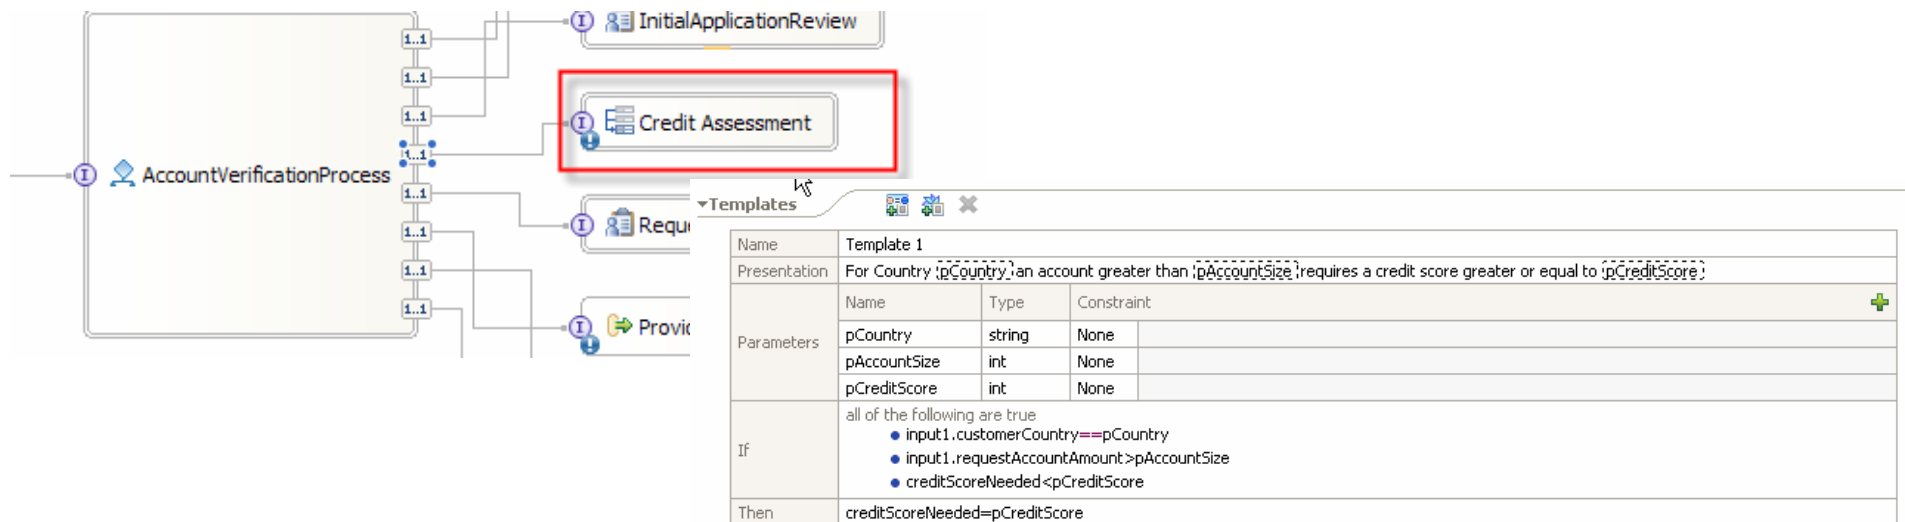 InitialApplicationReview
1..1
1..1
1..1
Credit Assessment
1..1
AccountVerificationProcess
1..1
1..1
1..1
1..1
Reque
Provid
Templates
Name Template 1
Presentation For Country pCountry an account greater than pAccountSize requires a credit score greater or equal to pCreditScore
Parameters
Name Type Constraint
pCountry string None
pAccountSize int None
pCreditScore int None
If
all of the following are true
input1.customerCountry==pCountry
input1.requestAccountAmount>pAccountSize
creditScoreNeeded<pCreditScore
Then creditScoreNeeded=pCreditScore